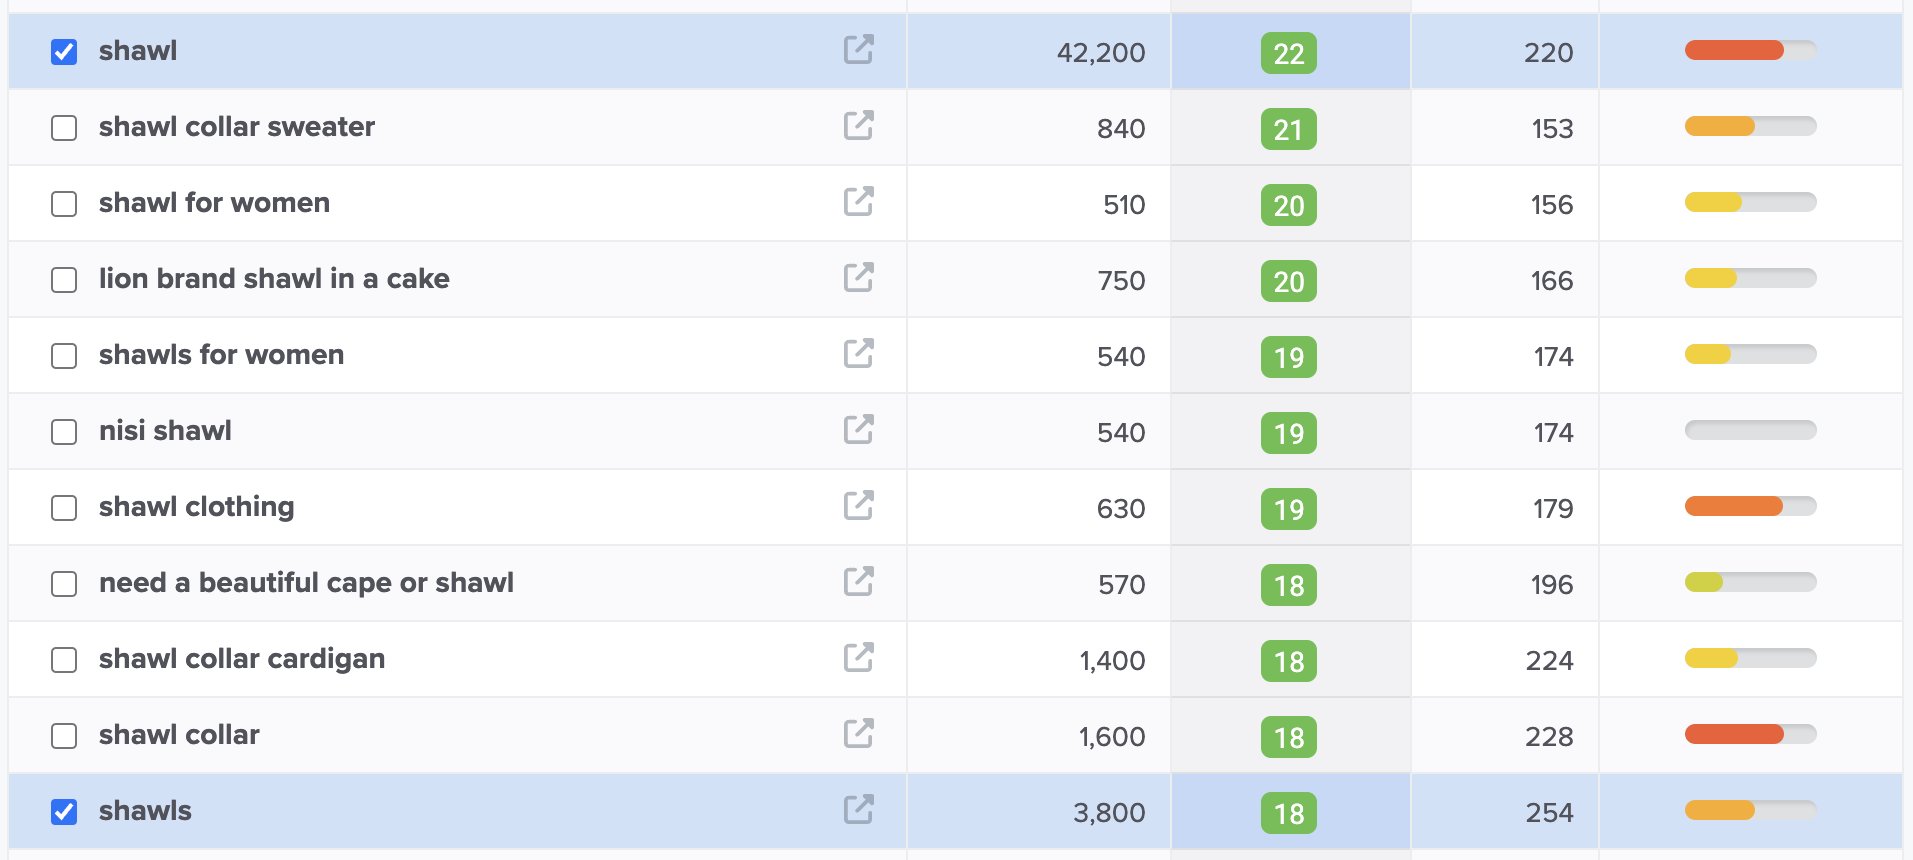 shawl 42,200 22 220
shawl collar sweater 840 21 153
shawl for women 510 20 156
lion brand shawl in a cake 750 20 166
shawls for women 540 19 174
nisi shawl 540 19 174
shawl clothing 630 19 179
need a beautiful cape or shawl 570 18 196
shawl collar cardigan 1,400 18 224
shawl collar 1,600 18 228
shawls 3,800 18 254